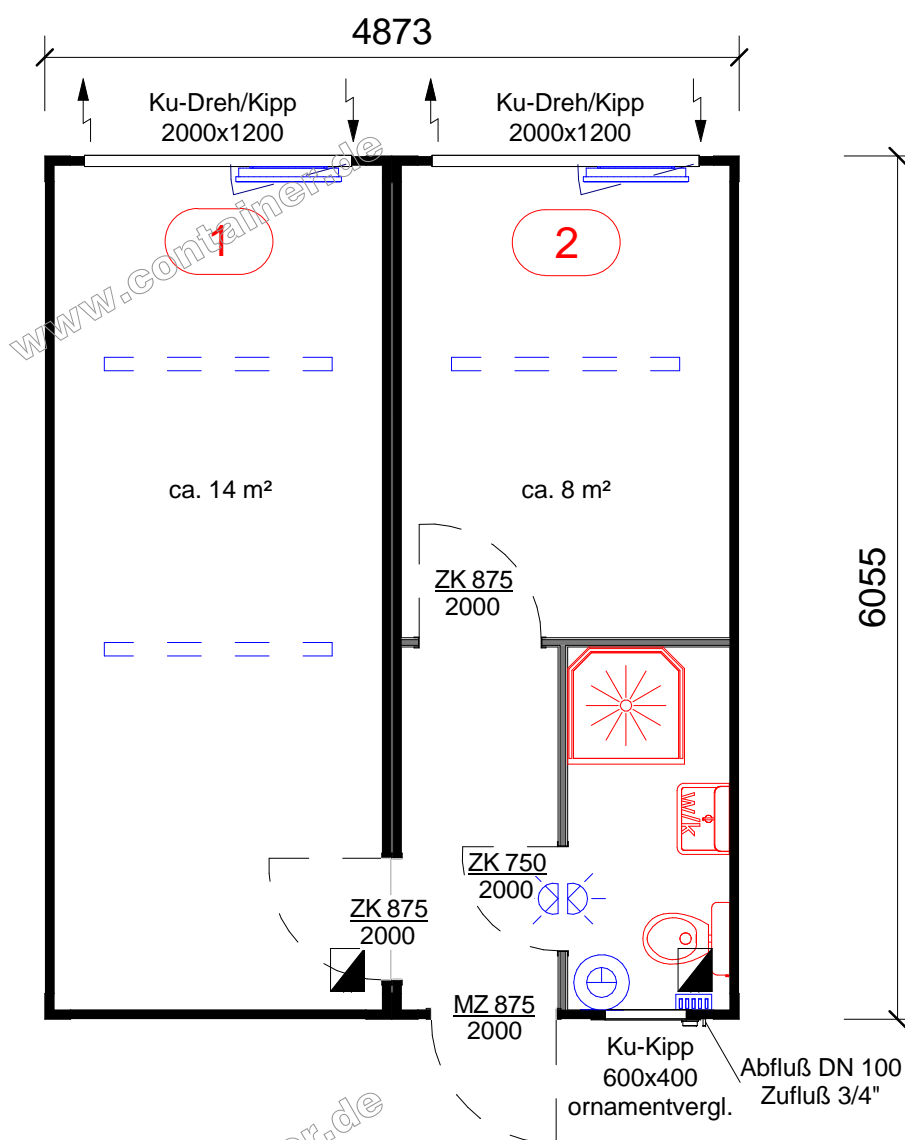 4873
Ku-Dreh/Kipp
2000x1200
Ku-Dreh/Kipp
2000x1200
www.container.de
1
2
ca. 14 m²
ca. 8 m²
6055
ZK 875
2000
w/k
ZK 750
2000
ZK 875
2000
MZ 875
2000
Ku-Kipp
600x400
ornamentvergl.
Abfluß DN 100
Zufluß 3/4"
er.de